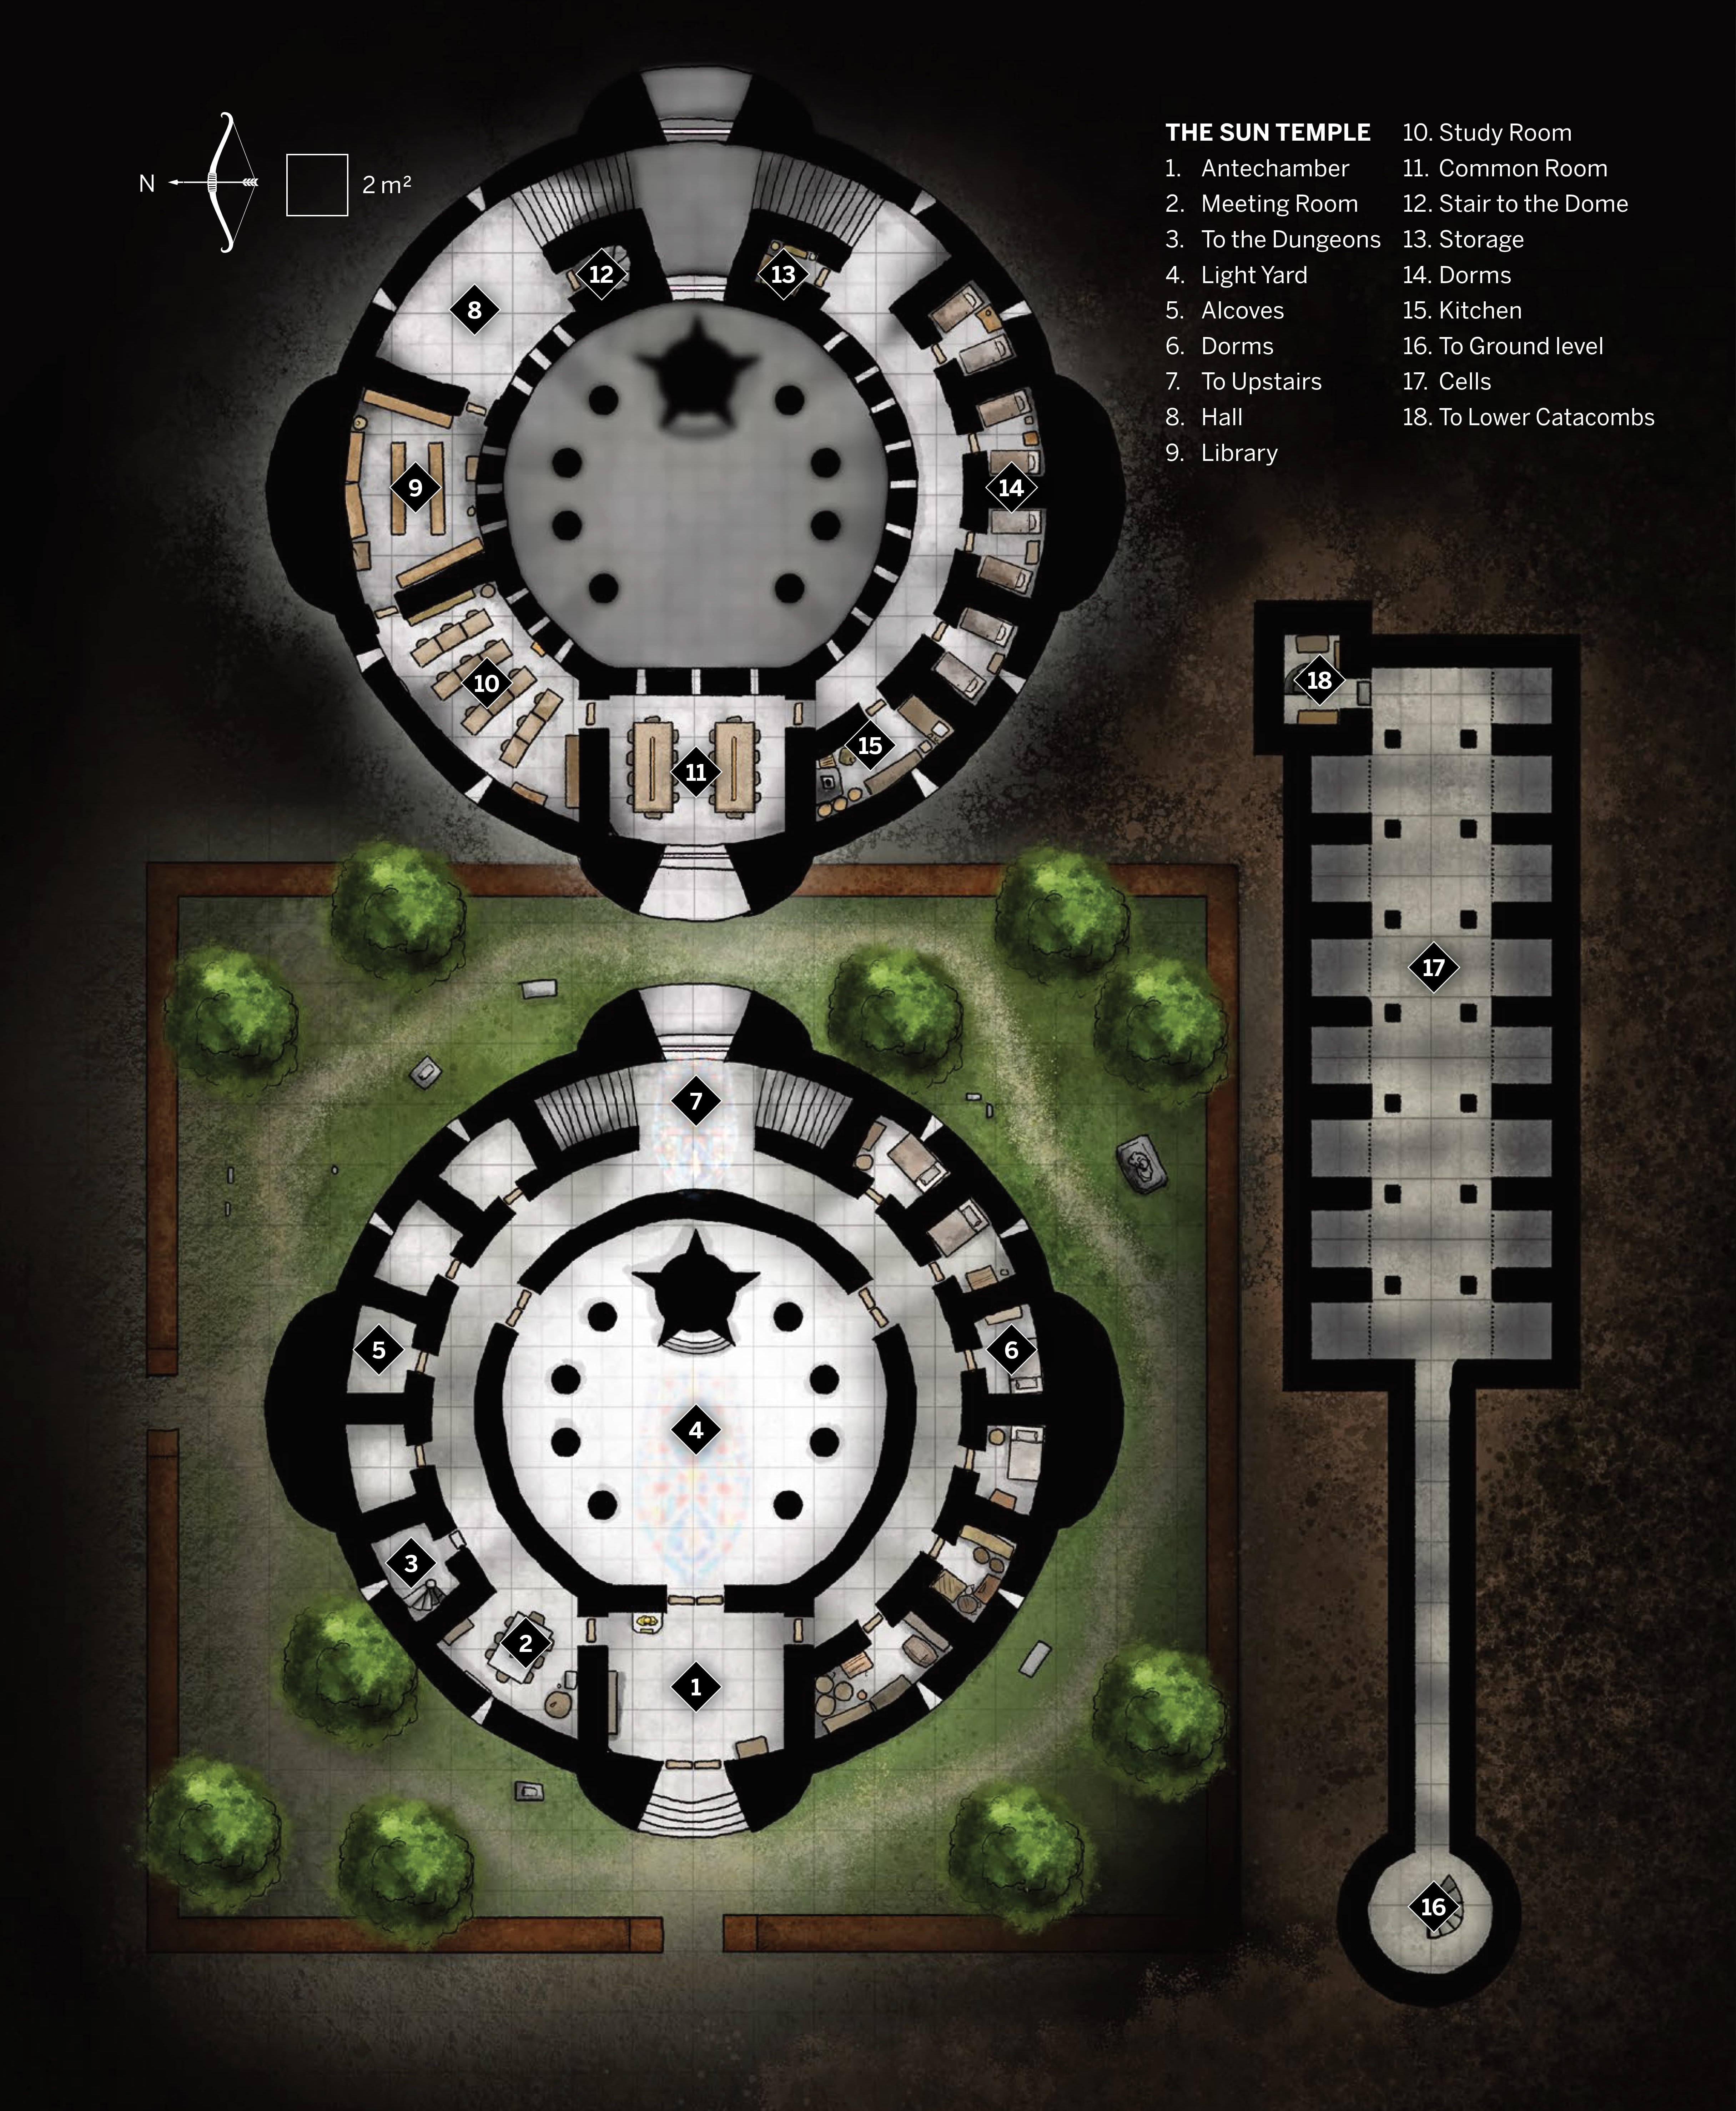 N
2 m²
THE SUN TEMPLE
1. Antechamber
2. Meeting Room
3. To the Dungeons
4. Light Yard
5. Alcoves
6. Dorms
7. To Upstairs
8. Hall
9. Library
10. Study Room
11. Common Room
12. Stair to the Dome
13. Storage
14. Dorms
15. Kitchen
16. To Ground level
17. Cells
18. To Lower Catacombs
12
13
8
9
14
10
15
11
18
17
7
5
6
4
3
2
1
16